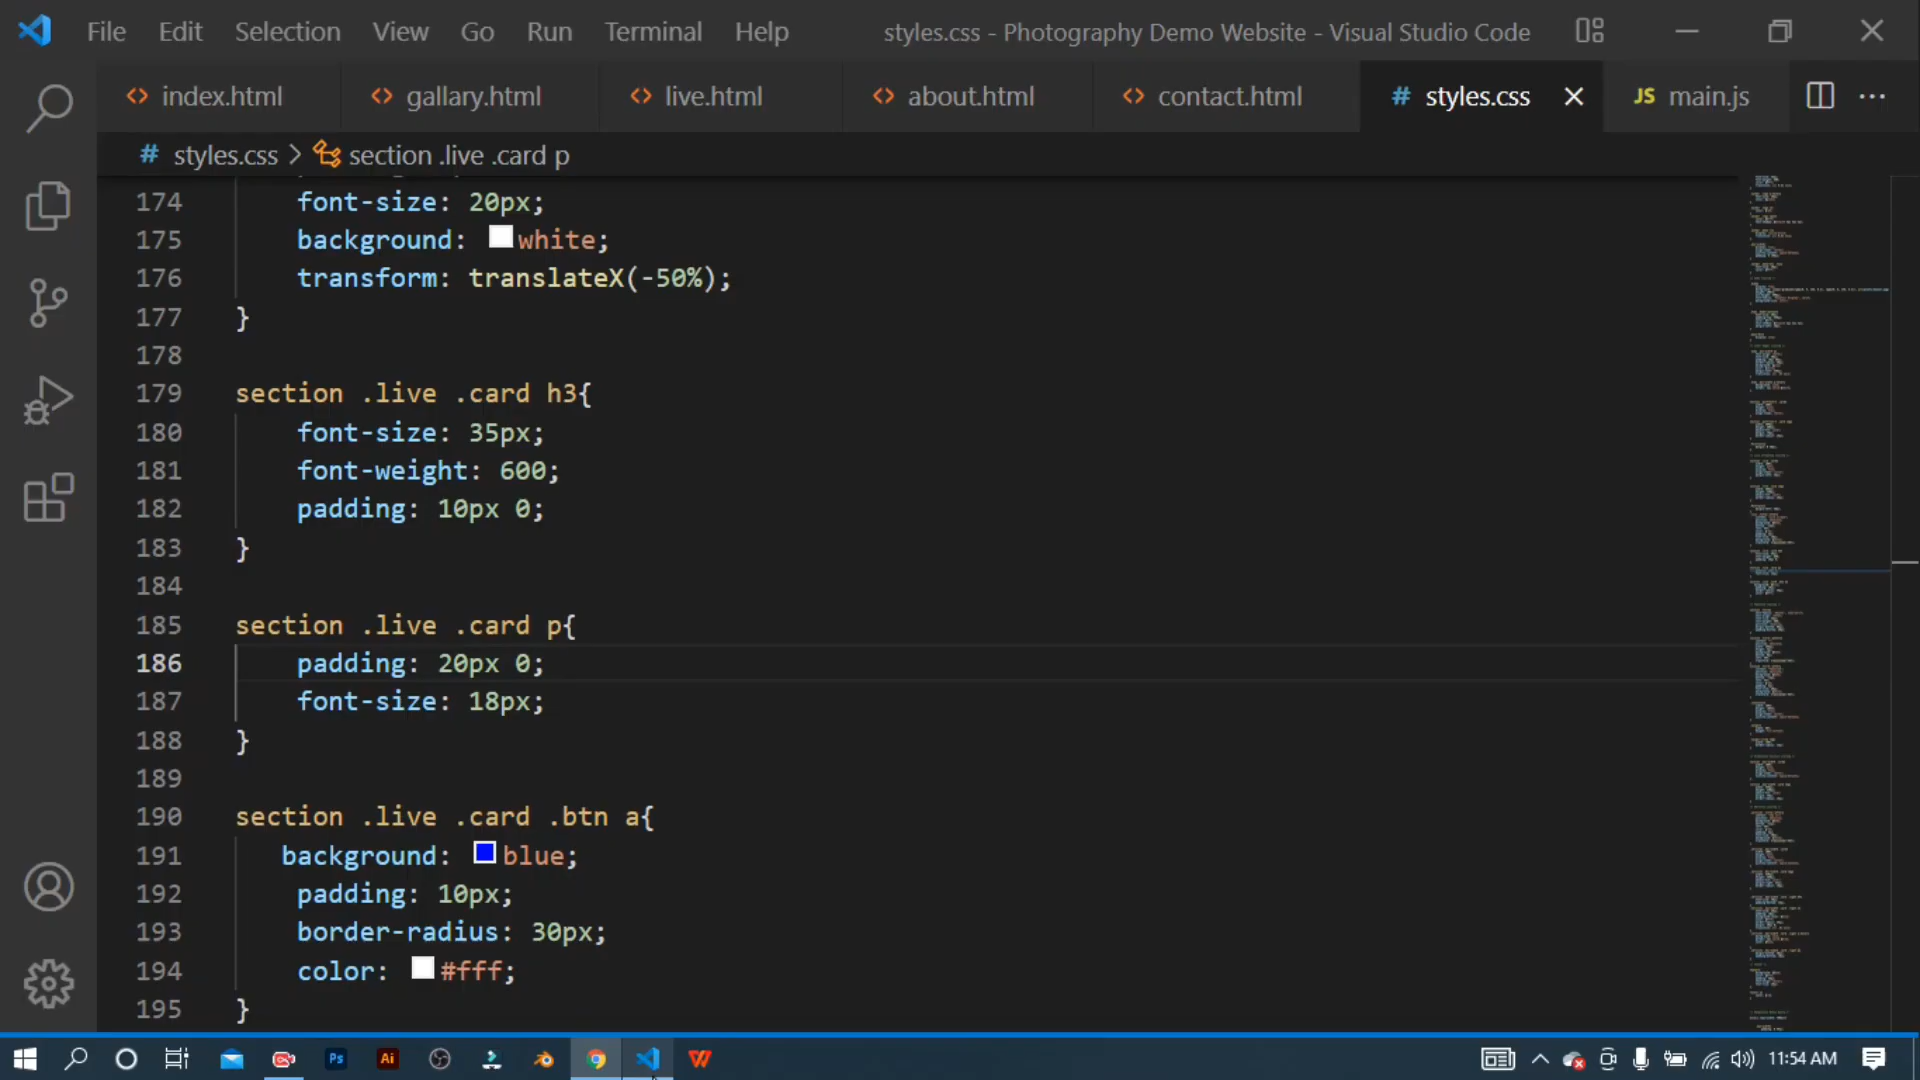 File Edit Selection View Go Run Terminal Help styles.css - Photography Demo Website - Visual Studio Code
index.html gallary.html live.html about.html contact.html # styles.css JS main.js
# styles.css > section .live .card p
174 font-size: 20px;
175 background: white;
176 transform: translateX(-50%);
177 }
178
179 section .live .card h3{
180 font-size: 35px;
181 font-weight: 600;
182 padding: 10px 0;
183 }
184
185 section .live .card p{
186 padding: 20px 0;
187 font-size: 18px;
188 }
189
190 section .live .card .btn a{
191 background: blue;
192 padding: 10px;
193 border-radius: 30px;
194 color: #fff;
195 }
Ps Ai 11:54 AM